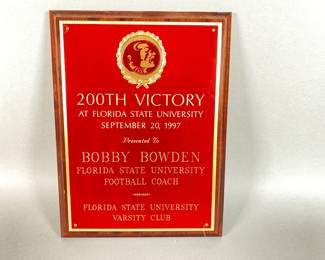 200TH VICTORY
AT FLORIDA STATE UNIVERSITY
SEPTEMBER 20, 1997
Presented To
BOBBY BOWDEN
FLORIDA STATE UNIVERSITY
FOOTBALL COACH
FLORIDA STATE UNIVERSITY
VARSITY CLUB